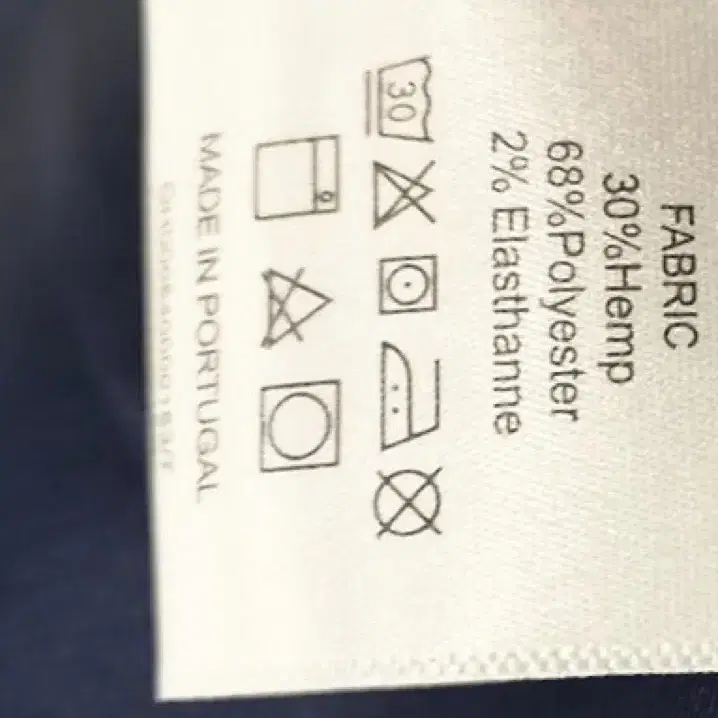 FABRIC
30%Hemp
68%Polyester
2% Elasthanne
30
MADE IN PORTUGAL